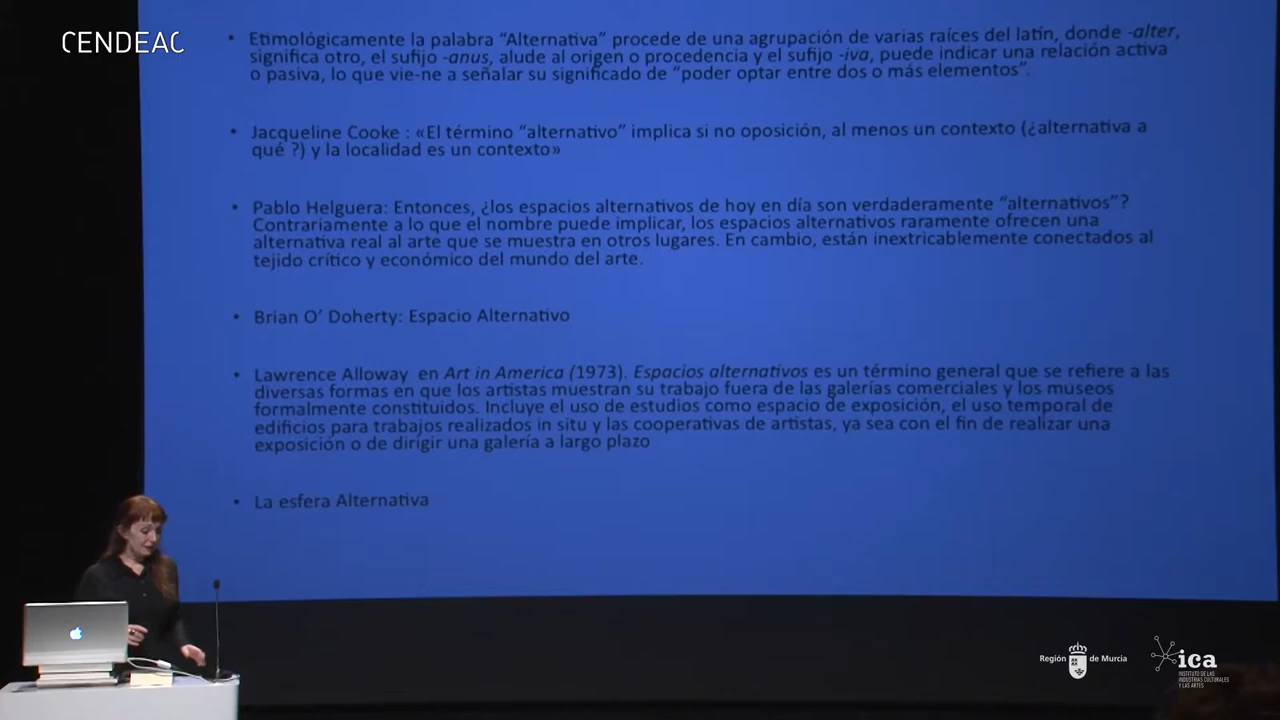 CENDEAC
• Etimológicamente la palabra “Alternativa” procede de una agrupación de varias raíces del latín, donde -alter,
significa otro, el sufijo -anus, alude al origen o procedencia y el sufijo -iva, puede indicar una relación activa
o pasiva, lo que vie-ne a señalar su significado de “poder optar entre dos o más elementos”.
• Jacqueline Cooke : «El término “alternativo” implica si no oposición, al menos un contexto (¿alternativa a
qué ?) y la localidad es un contexto»
• Pablo Helguera: Entonces, ¿los espacios alternativos de hoy en día son verdaderamente “alternativos”?
Contrariamente a lo que el nombre puede implicar, los espacios alternativos raramente ofrecen una
alternativa real al arte que se muestra en otros lugares. En cambio, están inextricablemente conectados al
tejido crítico y económico del mundo del arte.
• Brian O’ Doherty: Espacio Alternativo
• Lawrence Alloway en Art in America (1973). Espacios alternativos es un término general que se refiere a las
diversas formas en que los artistas muestran su trabajo fuera de las galerías comerciales y los museos
formalmente constituidos. Incluye el uso de estudios como espacio de exposición, el uso temporal de
edificios para trabajos realizados in situ y las cooperativas de artistas, ya sea con el fin de realizar una
exposición o de dirigir una galería a largo plazo
• La esfera Alternativa
Región de Murcia
ica
INSTITUTO DE LAS
INDUSTRIAS CULTURALES
Y LAS ARTES